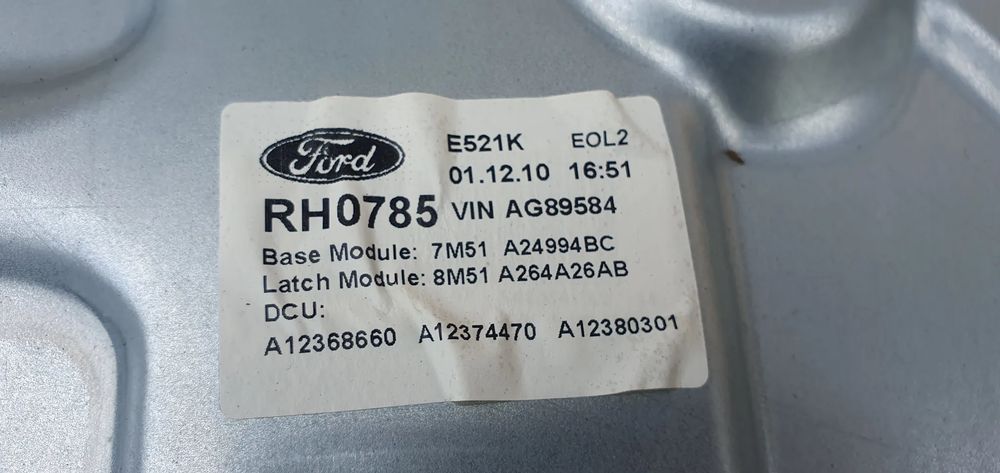 Ford E521K EOL2
01.12.10 16:51
RH0785 VIN AG89584
Base Module: 7M51 A24994BC
Latch Module: 8M51 A264A26AB
DCU:
A12368660 A12374470 A12380301